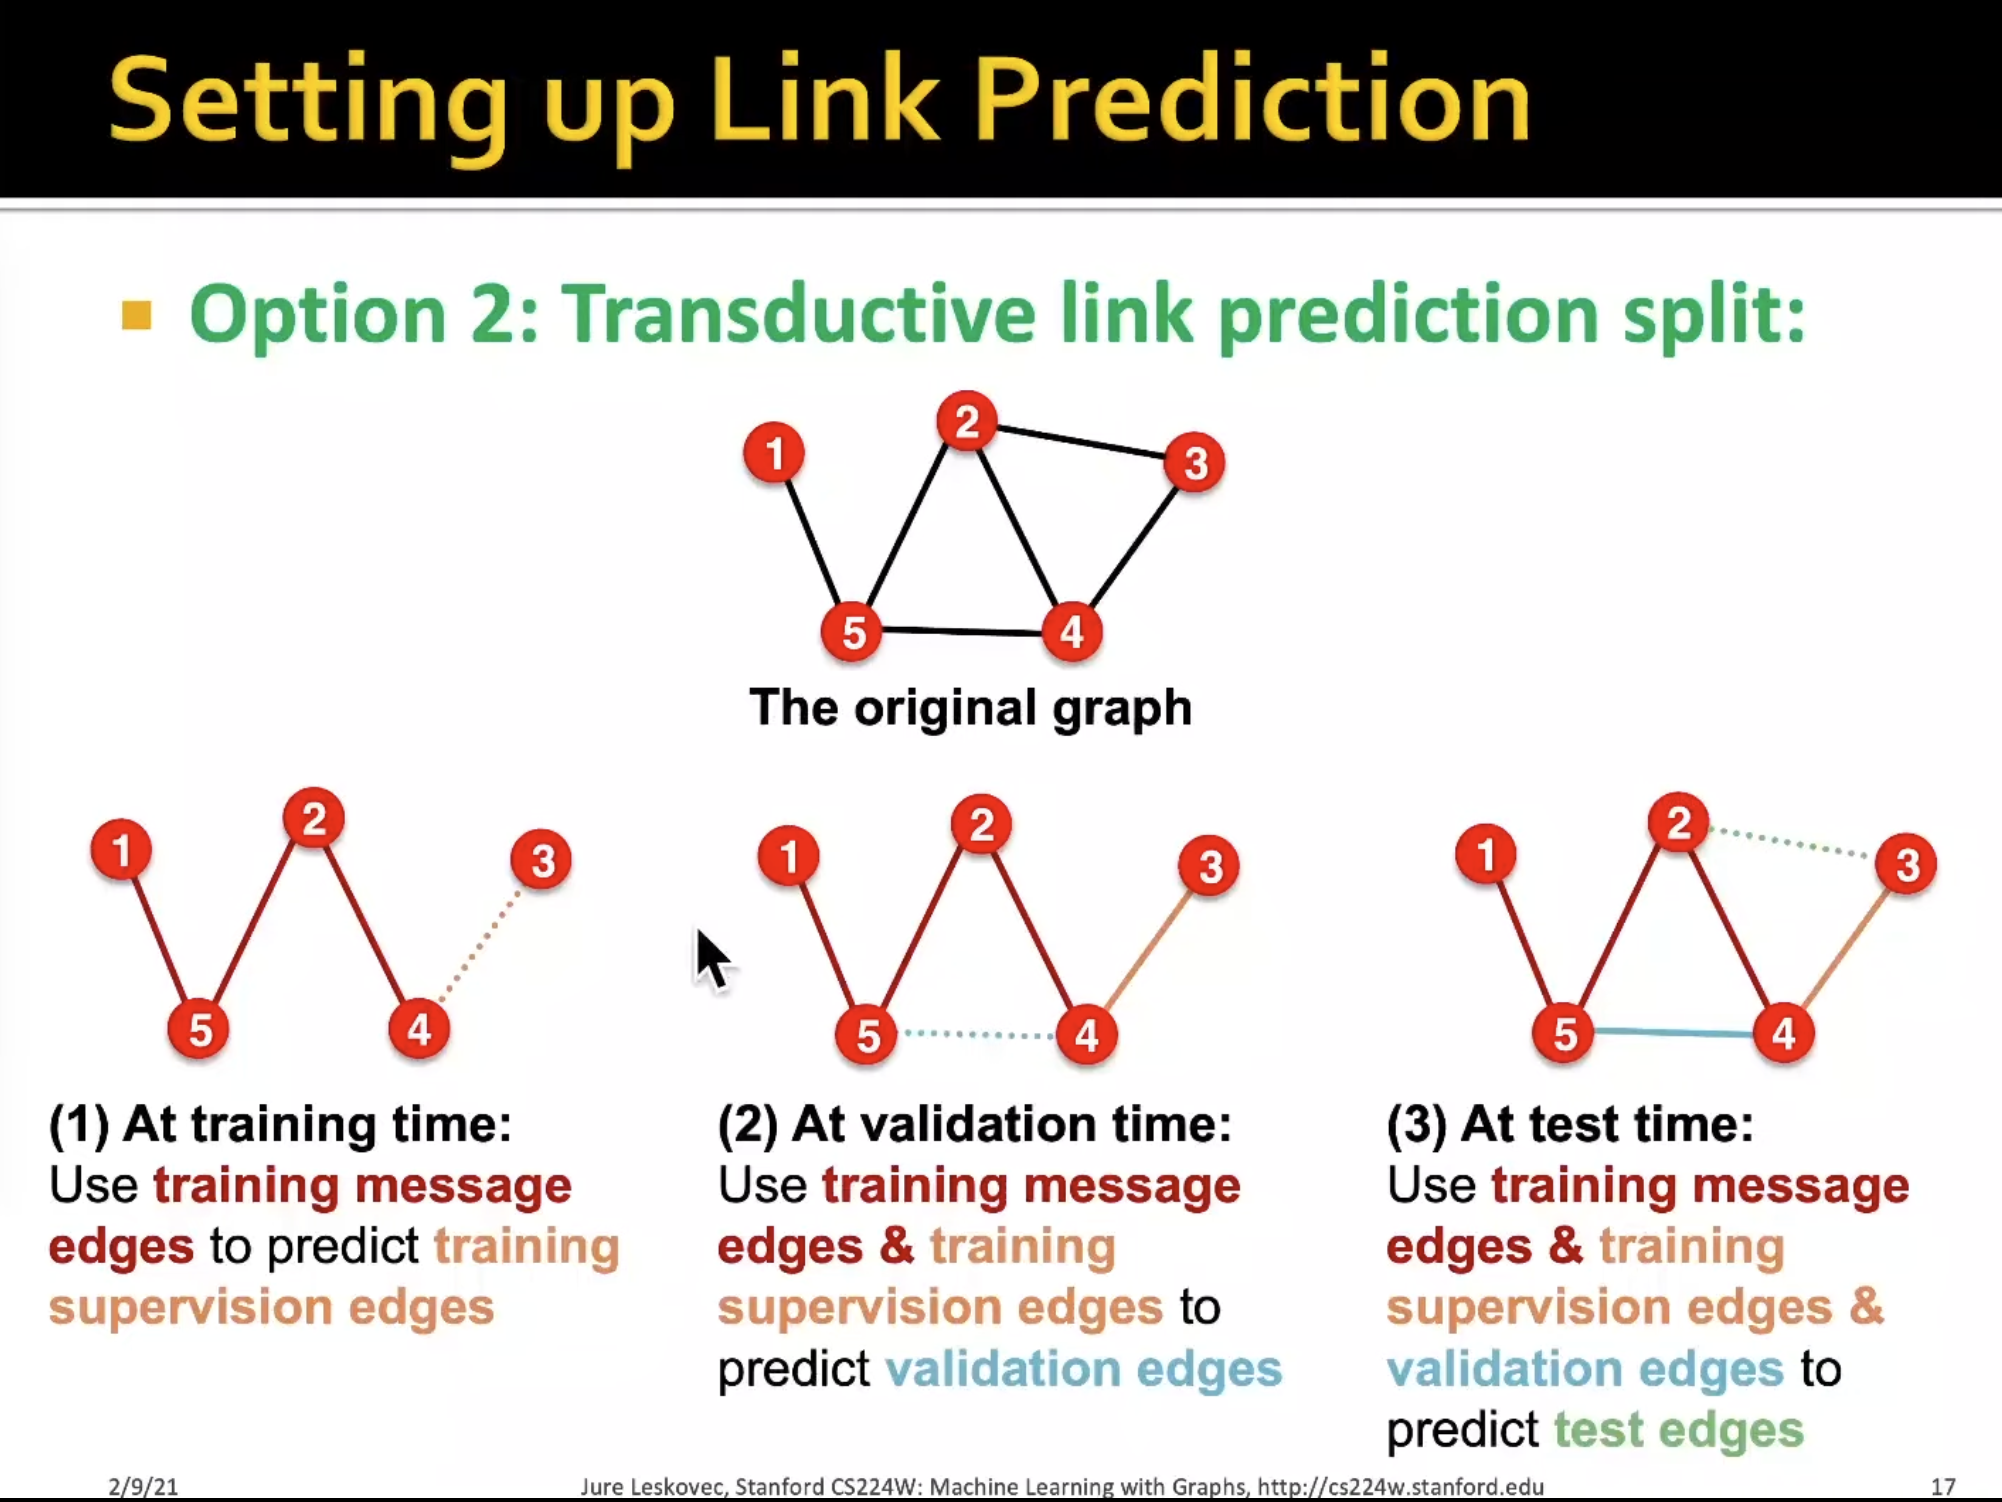 Setting up Link Prediction
Option 2: Transductive link prediction split:
1
2
3
5
4
The original graph
1
2
3
5
4
1
2
3
5
4
1
2
3
5
4
(1) At training time:
Use training message
edges to predict training
supervision edges
(2) At validation time:
Use training message
edges & training
supervision edges to
predict validation edges
(3) At test time:
Use training message
edges & training
supervision edges &
validation edges to
predict test edges
2/9/21
Jure Leskovec, Stanford CS224W: Machine Learning with Graphs, http://cs224w.stanford.edu
17